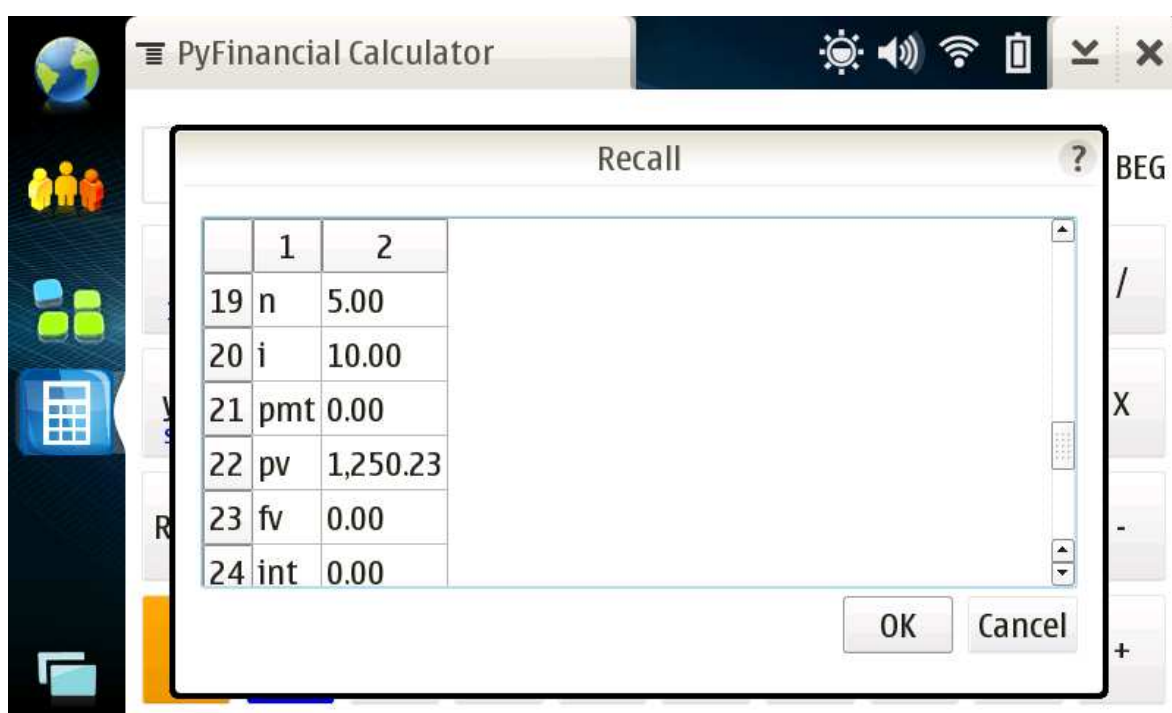 PyFinancial Calculator
Recall ?
BEG
1 2
19 n 5.00
20 i 10.00
21 pmt 0.00
22 pv 1,250.23
23 fv 0.00
24 int 0.00
/
X
R -
OK Cancel
+